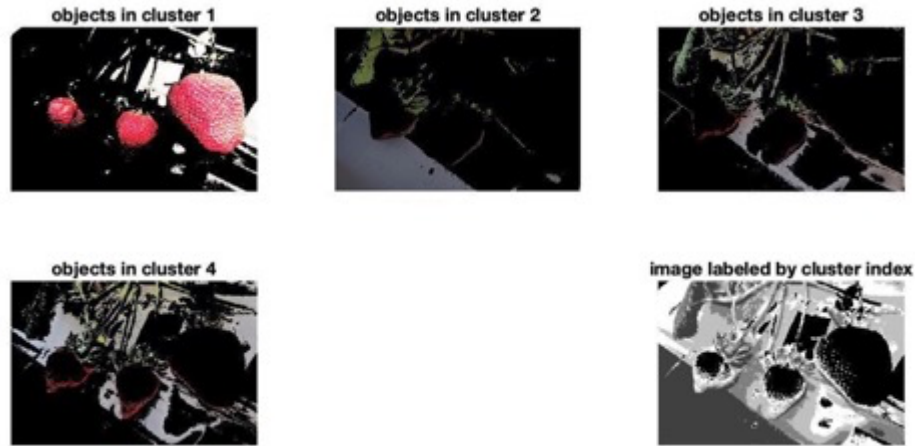 objects in cluster 1
objects in cluster 2
objects in cluster 3
objects in cluster 4
image labeled by cluster index